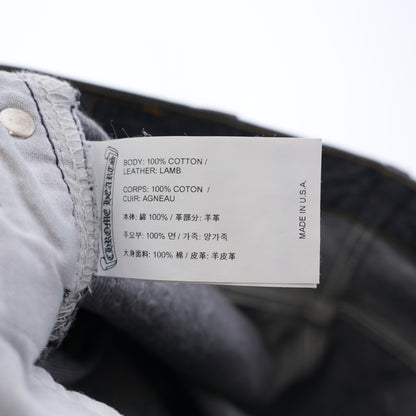 CHROME HEARTS
BODY: 100% COTTON /
LEATHER: LAMB
CORPS: 100% COTON /
CUIR: AGNEAU
本体: 綿 100% / 革部分: 羊革
주요부: 100% 면 / 가죽: 양가죽
大身面料: 100% 棉 / 皮革: 羊皮革
MADE IN U.S.A.